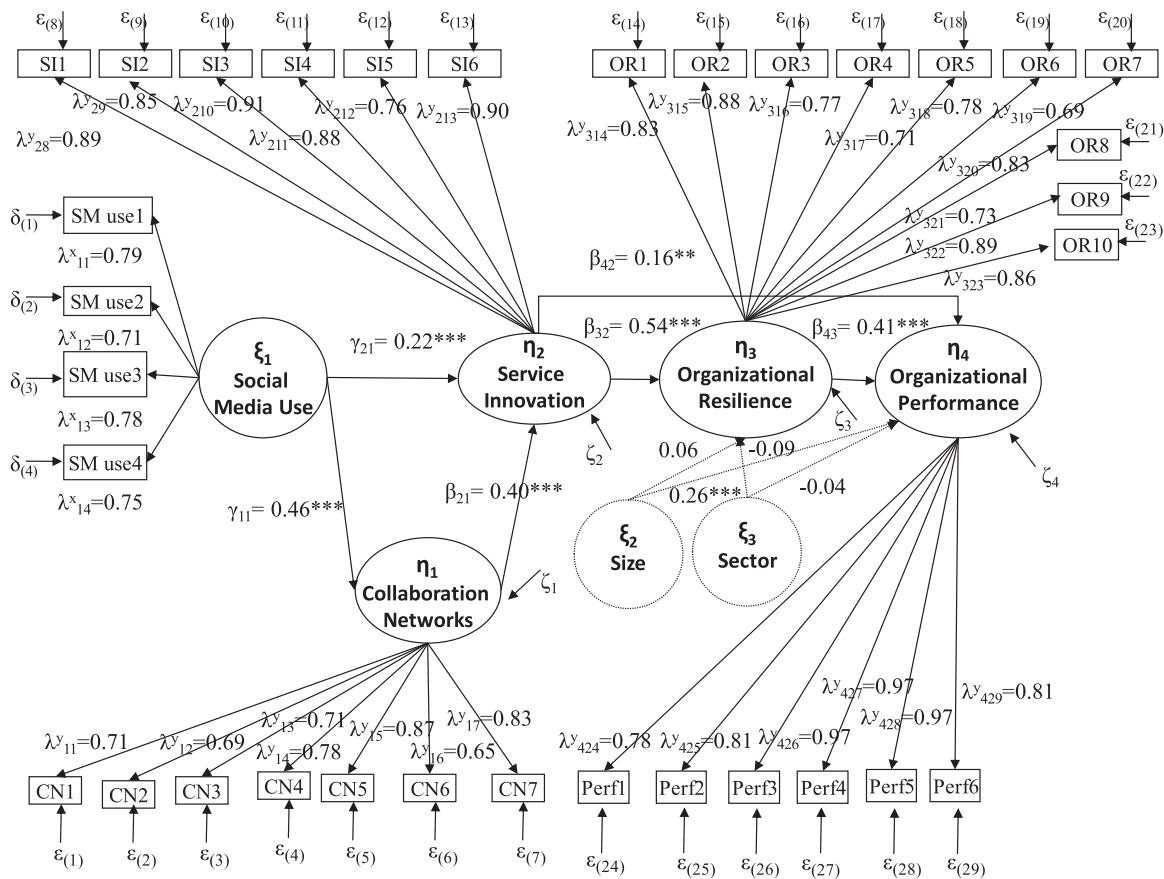 ε(8) ε(9) ε(10) ε(11) ε(12) ε(13) ε(14) ε(15) ε(16) ε(17) ε(18) ε(19) ε(20)
SI1 SI2 SI3 SI4 SI5 SI6 OR1 OR2 OR3 OR4 OR5 OR6 OR7
λy29=0.85 λy210=0.91 λy212=0.76 λy213=0.90 λy315=0.88 λy316=0.77 λy318=0.78 λy319=0.69
λy28=0.89 λy211=0.88 λy314=0.83 λy317=0.71
ε(21)
OR8
λy320=0.83
ε(22)
OR9
λy321=0.73
ε(23)
OR10
λy322=0.89
λy323=0.86
δ(1) SM use1
λx11=0.79
δ(2) SM use2
λx12=0.71
δ(3) SM use3
λx13=0.78
δ(4) SM use4
λx14=0.75
β42= 0.16**
γ21= 0.22*** β32= 0.54*** β43= 0.41***
ξ1
Social
Media Use
η2
Service
Innovation
η3
Organizational
Resilience
η4
Organizational
Performance
ζ2 ζ3 ζ4
0.06 -0.09
0.26*** -0.04
γ11= 0.46*** β21= 0.40***
ξ2
Size
ξ3
Sector
η1
Collaboration
Networks
ζ1
λy11=0.71 λy12=0.69 λy13=0.71 λy14=0.78 λy15=0.87 λy16=0.65 λy17=0.83
λy424=0.78 λy425=0.81 λy426=0.97 λy427=0.97 λy428=0.97 λy429=0.81
CN1 CN2 CN3 CN4 CN5 CN6 CN7 Perf1 Perf2 Perf3 Perf4 Perf5 Perf6
ε(1) ε(2) ε(3) ε(4) ε(5) ε(6) ε(7) ε(24) ε(25) ε(26) ε(27) ε(28) ε(29)